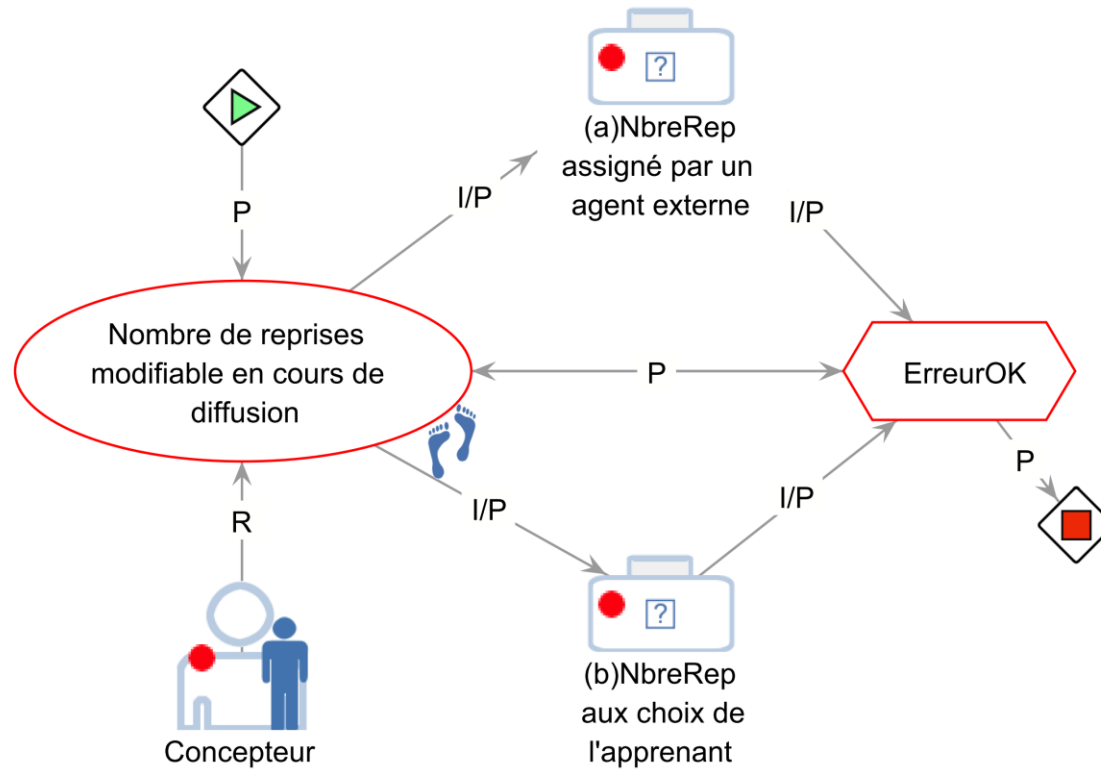 ?
(a)NbreRep
assigné par un
agent externe
P
I/P
I/P
Nombre de reprises
modifiable en cours de
diffusion
P
ErreurOK
R
I/P
I/P
P
?
(b)NbreRep
aux choix de
l'apprenant
Concepteur